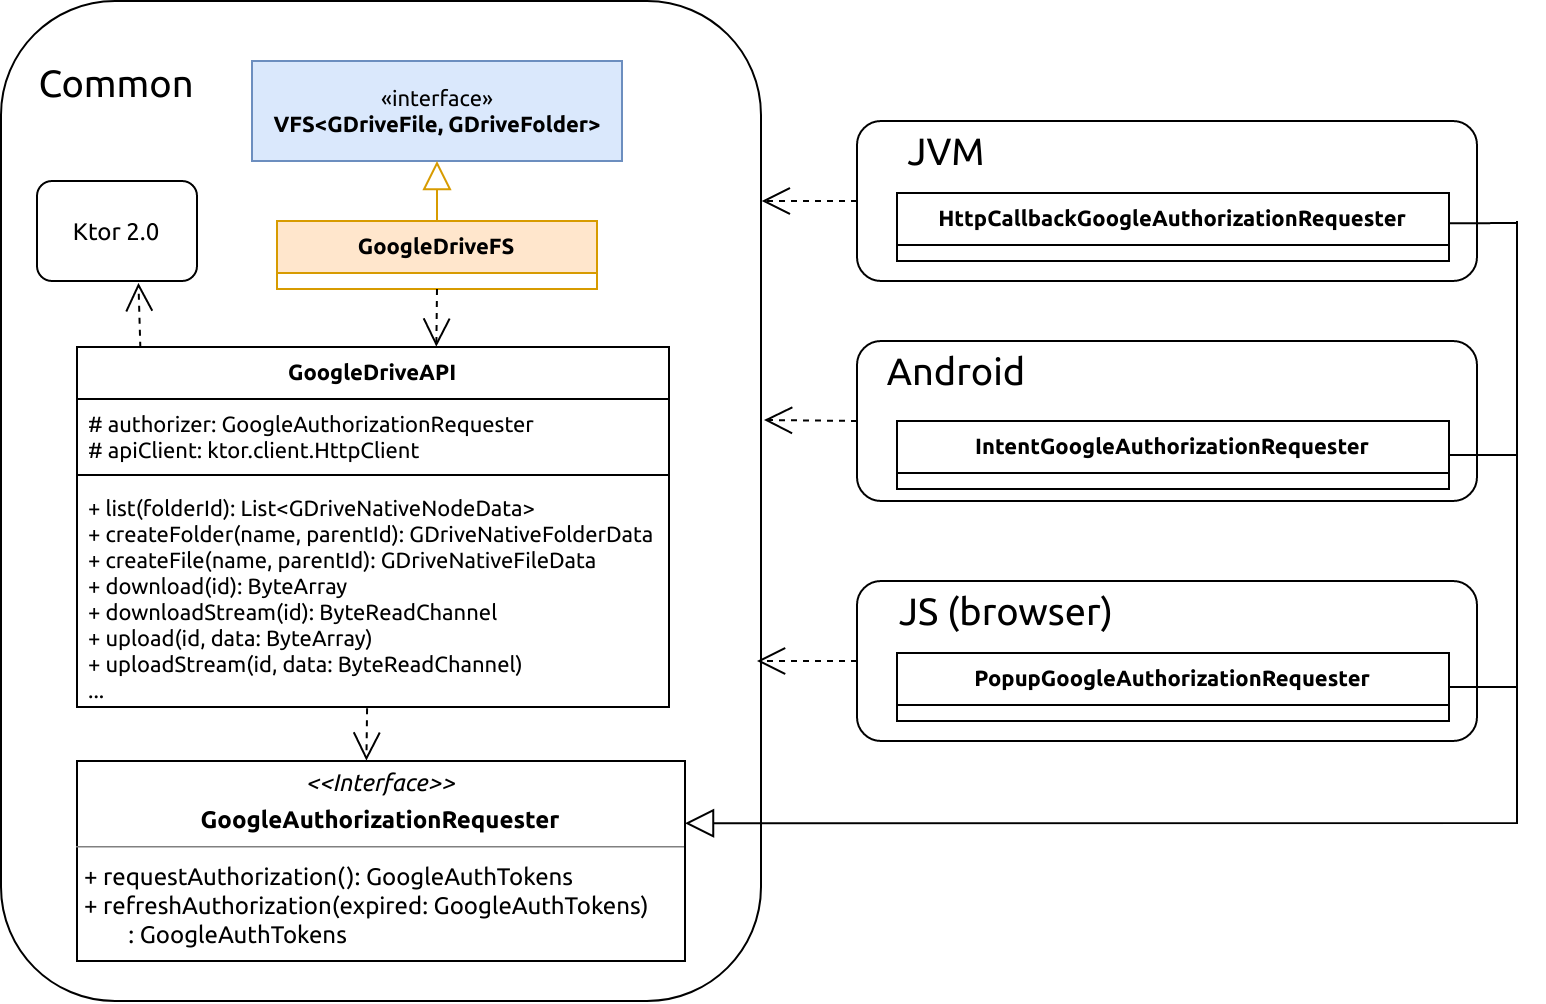 Common
«interface»
VFS<GDriveFile, GDriveFolder>
Ktor 2.0
GoogleDriveFS
GoogleDriveAPI
# authorizer: GoogleAuthorizationRequester
# apiClient: ktor.client.HttpClient
+ list(folderId): List<GDriveNativeNodeData>
+ createFolder(name, parentId): GDriveNativeFolderData
+ createFile(name, parentId): GDriveNativeFileData
+ download(id): ByteArray
+ downloadStream(id): ByteReadChannel
+ upload(id, data: ByteArray)
+ uploadStream(id, data: ByteReadChannel)
...
<<Interface>>
GoogleAuthorizationRequester
+ requestAuthorization(): GoogleAuthTokens
+ refreshAuthorization(expired: GoogleAuthTokens)
: GoogleAuthTokens
JVM
HttpCallbackGoogleAuthorizationRequester
Android
IntentGoogleAuthorizationRequester
JS (browser)
PopupGoogleAuthorizationRequester